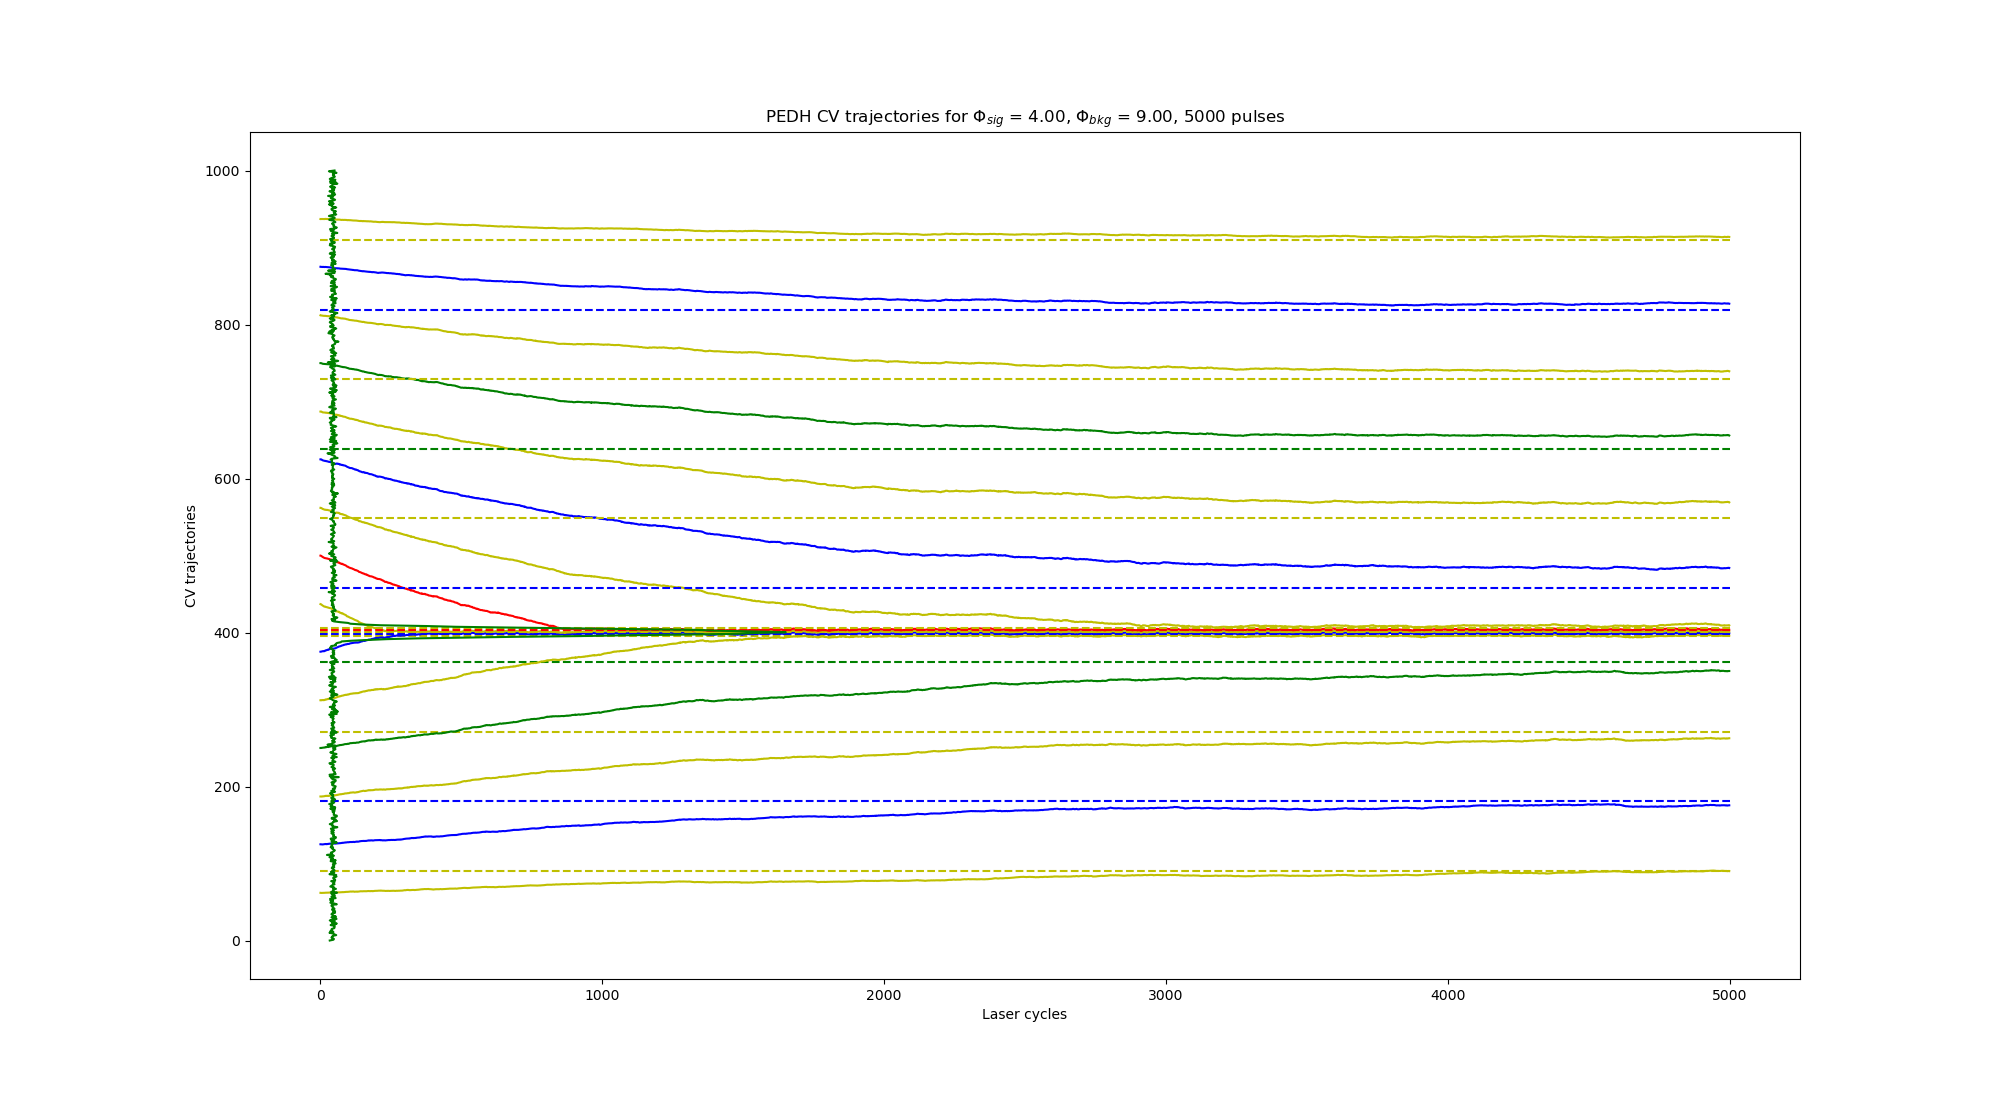 PEDH CV trajectories for Φsig = 4.00, Φbkg = 9.00, 5000 pulses
1000
800
600
400
200
0
CV trajectories
0 1000 2000 3000 4000 5000
Laser cycles